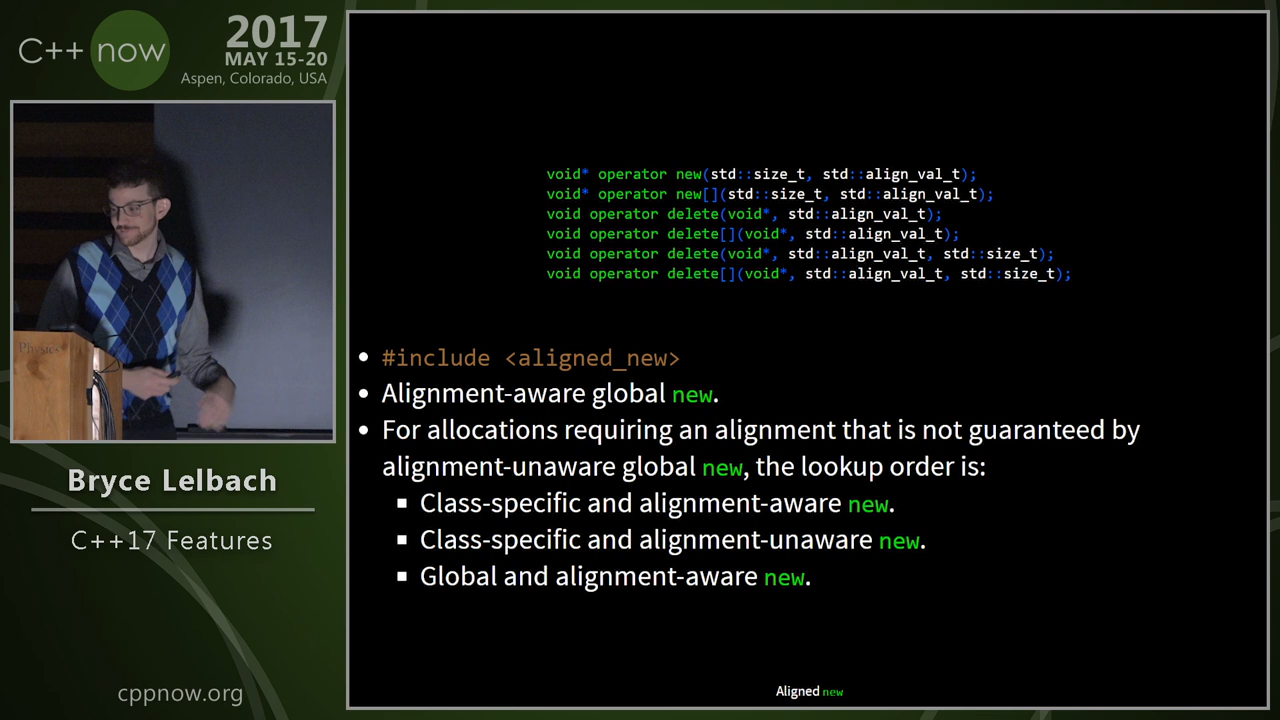 C++ now
2017
MAY 15-20
Aspen, Colorado, USA
Physics
Bryce Lelbach
C++17 Features
cppnow.org
void* operator new(std::size_t, std::align_val_t);
void* operator new[](std::size_t, std::align_val_t);
void operator delete(void*, std::align_val_t);
void operator delete[](void*, std::align_val_t);
void operator delete(void*, std::align_val_t, std::size_t);
void operator delete[](void*, std::align_val_t, std::size_t);
• #include <aligned_new>
• Alignment-aware global new.
• For allocations requiring an alignment that is not guaranteed by
alignment-unaware global new, the lookup order is:
▪ Class-specific and alignment-aware new.
▪ Class-specific and alignment-unaware new.
▪ Global and alignment-aware new.
Aligned new